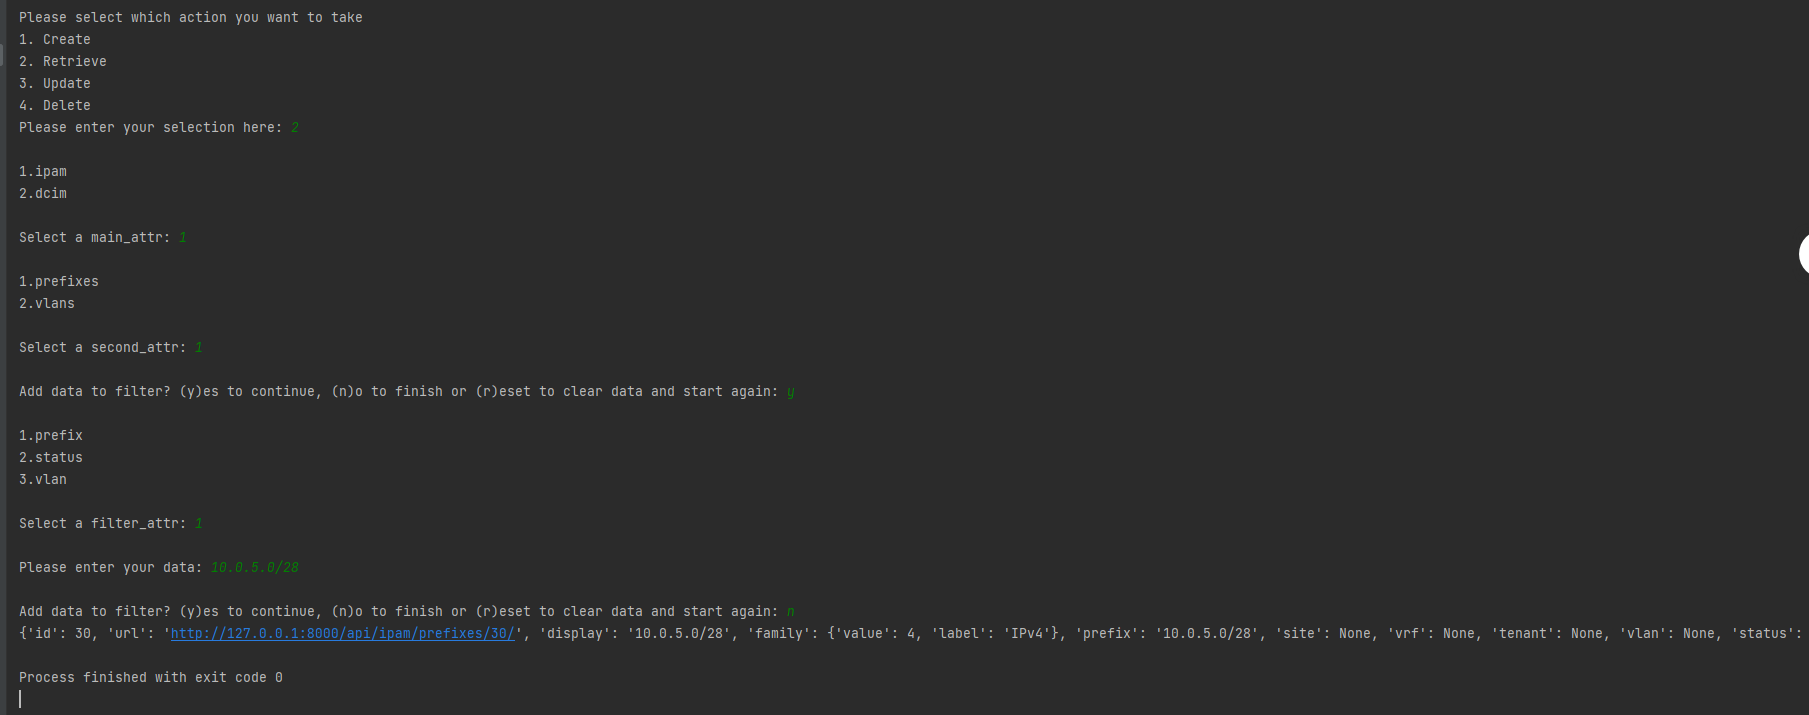 Please select which action you want to take
1. Create
2. Retrieve
3. Update
4. Delete
Please enter your selection here: 2
1.ipam
2.dcim
Select a main_attr: 1
1.prefixes
2.vlans
Select a second_attr: 1
Add data to filter? (y)es to continue, (n)o to finish or (r)eset to clear data and start again: y
1.prefix
2.status
3.vlan
Select a filter_attr: 1
Please enter your data: 10.0.5.0/28
Add data to filter? (y)es to continue, (n)o to finish or (r)eset to clear data and start again: n
{'id': 30, 'url': 'http://127.0.0.1:8000/api/ipam/prefixes/30/', 'display': '10.0.5.0/28', 'family': {'value': 4, 'label': 'IPv4'}, 'prefix': '10.0.5.0/28', 'site': None, 'vrf': None, 'tenant': None, 'vlan': None, 'status':
Process finished with exit code 0